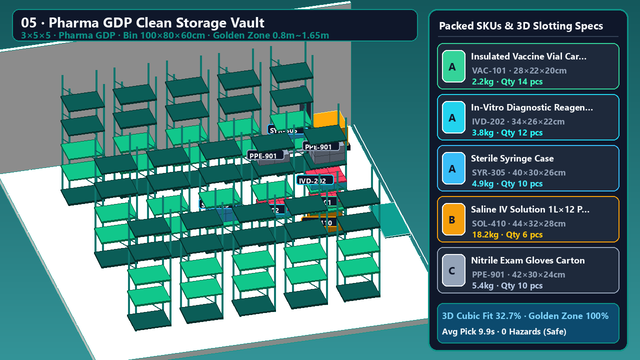 05 · Pharma GDP Clean Storage Vault
3×5×5 · Pharma GDP · Bin 100×80×60cm · Golden Zone 0.8m−1.65m
PPE-901
PPE-901
Packed SKUs & 3D Slotting Specs
A
Insulated Vaccine Vial Car...
VAC-101 · 28×22×20cm
2.2kg · Qty 14 pcs
A
In-Vitro Diagnostic Reagen...
IVD-202 · 34×26×22cm
3.8kg · Qty 12 pcs
A
Sterile Syringe Case
SYR-305 · 40×30×26cm
4.9kg · Qty 10 pcs
B
Saline IV Solution 1L×12 P...
SOL-410 · 44×32×28cm
18.2kg · Qty 6 pcs
C
Nitrile Exam Gloves Carton
PPE-901 · 42×30×24cm
5.4kg · Qty 10 pcs
3D Cubic Fit 32.7% · Golden Zone 100%
Avg Pick 9.9s · 0 Hazards (Safe)